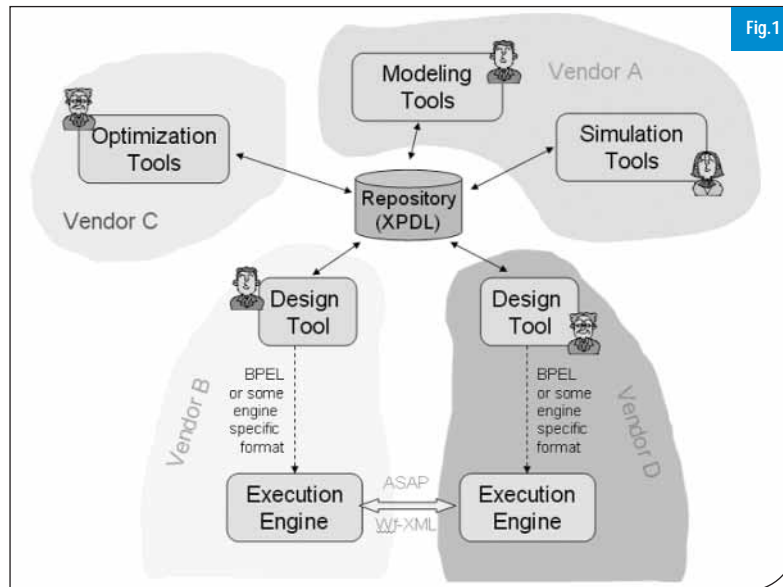 Fig.1
Modeling
Tools
Vendor A
Optimization
Tools
Simulation
Tools
Vendor C
Repository
(XPDL)
Design
Tool
Design
Tool
Vendor B
BPEL
or some
engine
specific
format
BPEL
or some
engine
specific
format
Vendor D
Execution
Engine
ASAP
Wf-XML
Execution
Engine